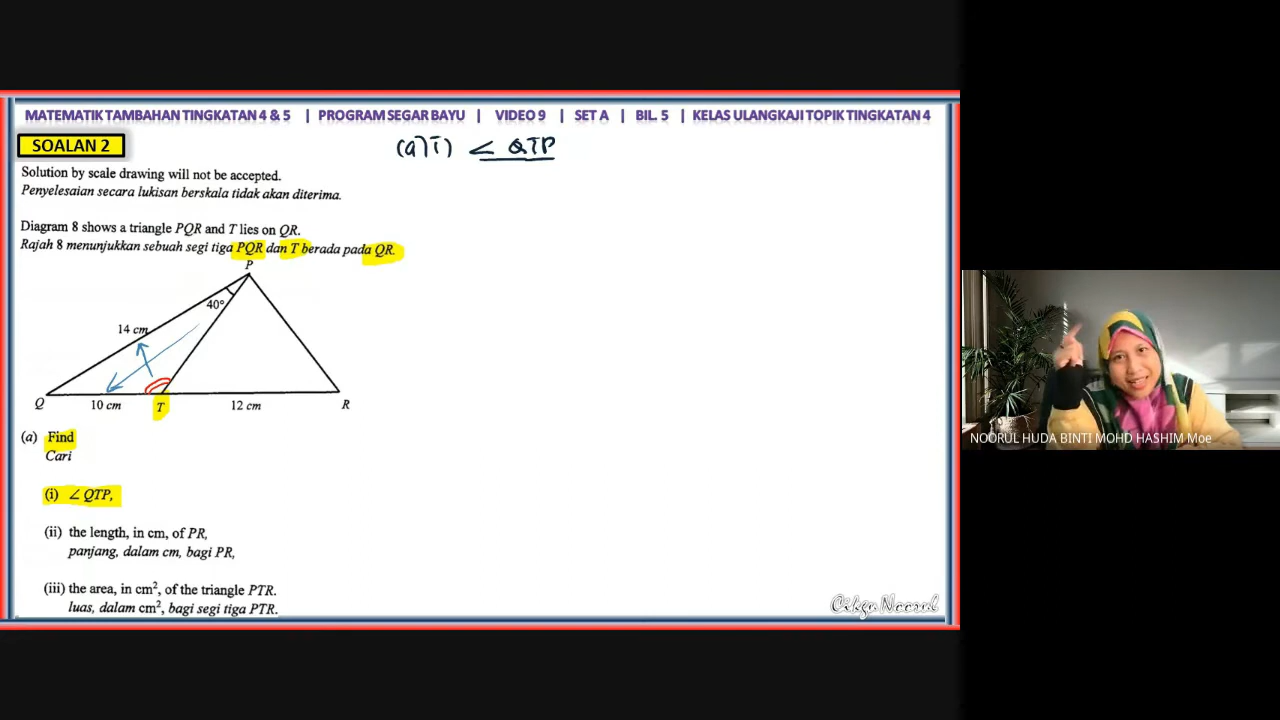 MATEMATIK TAMBAHAN TINGKATAN 4 & 5 | PROGRAM SEGAR BAYU | VIDEO 9 | SET A | BIL. 5 | KELAS ULANGKAJI TOPIK TINGKATAN 4
SOALAN 2
(a)(i) ∠ QTP
Solution by scale drawing will not be accepted.
Penyelesaian secara lukisan berskala tidak akan diterima.
Diagram 8 shows a triangle PQR and T lies on QR.
Rajah 8 menunjukkan sebuah segi tiga PQR dan T berada pada QR.
P
40°
14 cm
Q 10 cm T 12 cm R
(a) Find
Cari
(i) ∠ QTP,
(ii) the length, in cm, of PR,
panjang, dalam cm, bagi PR,
(iii) the area, in cm², of the triangle PTR.
luas, dalam cm², bagi segi tiga PTR.
Cikgu Noorul
NOORUL HUDA BINTI MOHD HASHIM Moe